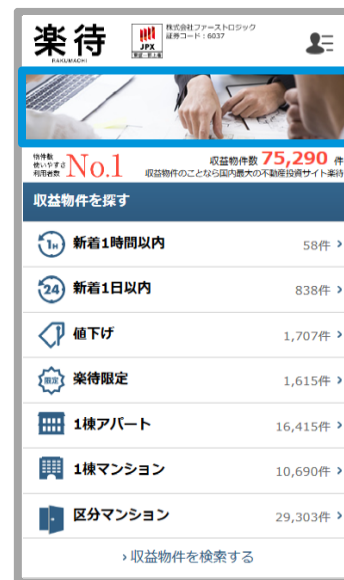 楽待
RAKUMACHI
JPX
東証一部上場
株式会社ファーストロジック
証券コード：6037
物件数
使いやすさ
利用者数
No.1
収益物件数 75,290 件
収益物件のことなら国内最大の不動産投資サイト楽待
収益物件を探す
1H 新着1時間以内 58件
24 新着1日以内 838件
値下げ 1,707件
限定 楽待限定 1,615件
1棟アパート 16,415件
1棟マンション 10,690件
区分マンション 29,303件
収益物件を検索する